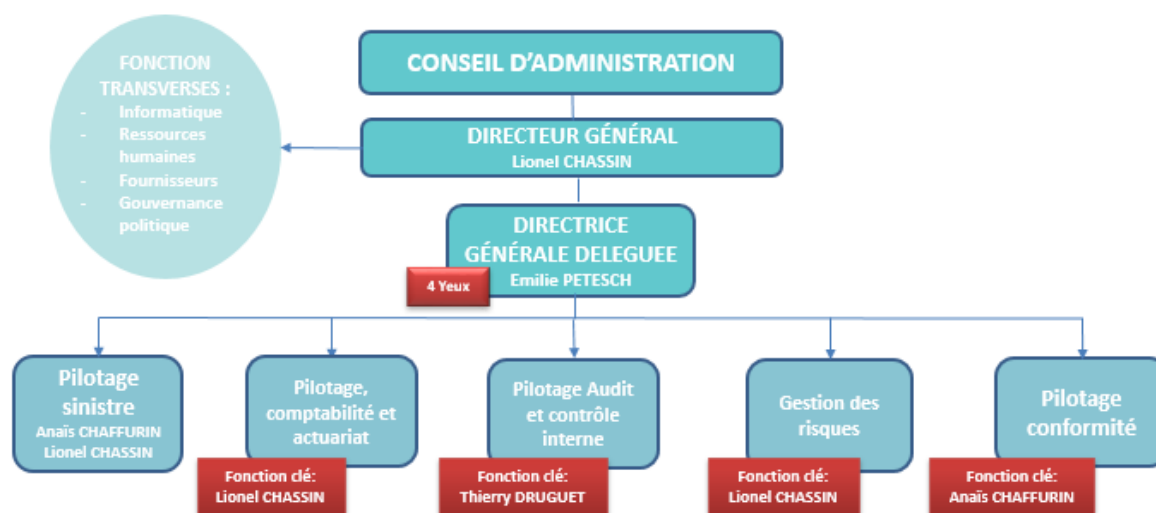 FONCTION
TRANSVERSES :
- Informatique
- Ressources
humaines
- Fournisseurs
- Gouvernance
politique
CONSEIL D'ADMINISTRATION
DIRECTEUR GÉNÉRAL
Lionel CHASSIN
DIRECTRICE
GÉNÉRALE DELEGUEE
Emilie PETESCH
4 Yeux
Pilotage
sinistre
Anaïs CHAFFURIN
Lionel CHASSIN
Pilotage,
comptabilité et
actuariat
Fonction clé:
Lionel CHASSIN
Pilotage Audit
et contrôle
interne
Fonction clé:
Thierry DRUGUET
Gestion des
risques
Fonction clé:
Lionel CHASSIN
Pilotage
conformité
Fonction clé:
Anaïs CHAFFURIN